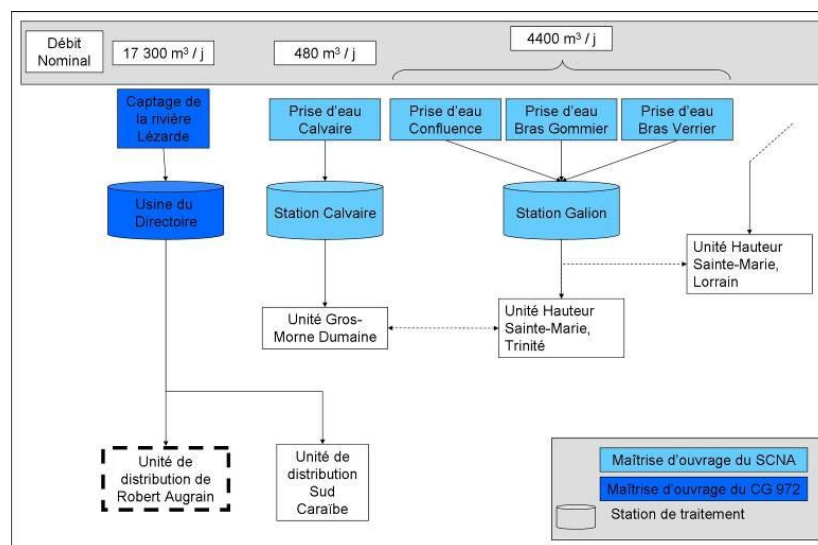 Débit
Nominal
17 300 m³ / j
480 m³ / j
4400 m³ / j
Captage de
la rivière
Lézarde
Prise d'eau
Calvaire
Prise d'eau
Confluence
Prise d'eau
Bras Gommier
Prise d'eau
Bras Verrier
Usine du
Directoire
Station Calvaire
Station Galion
Unité Hauteur
Sainte-Marie,
Lorrain
Unité Gros-
Morne Dumaine
Unité Hauteur
Sainte-Marie,
Trinité
Unité de
distribution de
Robert Augrain
Unité de
distribution
Sud
Caraïbe
Maîtrise d'ouvrage du SCNA
Maîtrise d'ouvrage du CG 972
Station de traitement